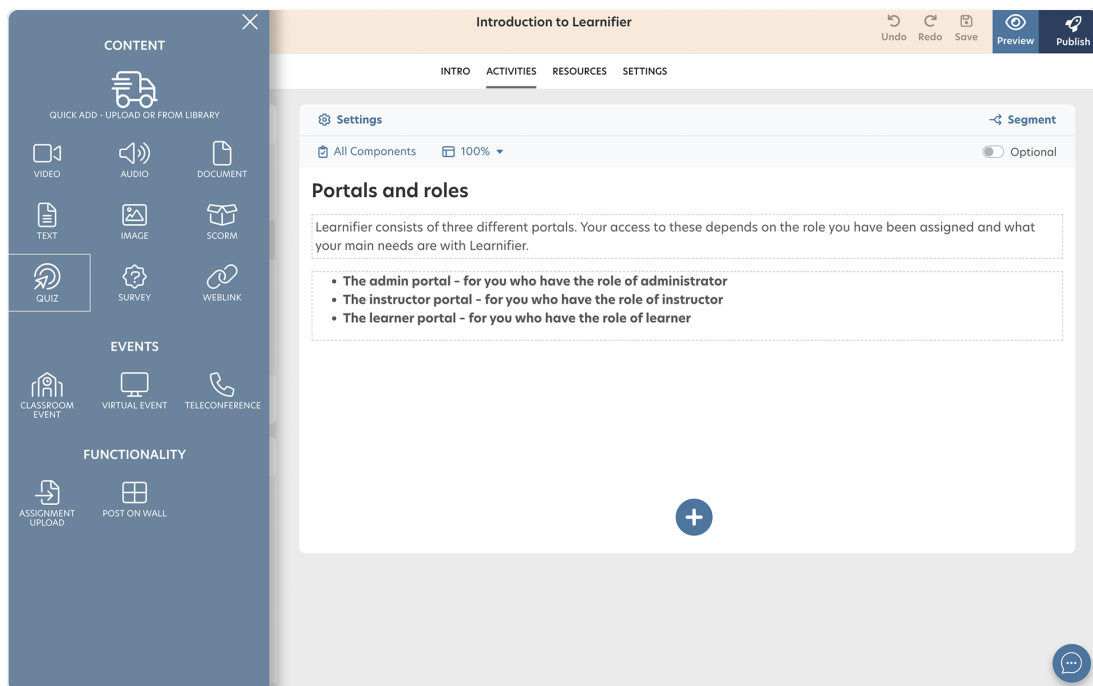 CONTENT
QUICK ADD - UPLOAD OR FROM LIBRARY
VIDEO
AUDIO
DOCUMENT
TEXT
IMAGE
SCORM
QUIZ
SURVEY
WEBLINK
EVENTS
CLASSROOM
EVENT
VIRTUAL EVENT
TELECONFERENCE
FUNCTIONALITY
ASSIGNMENT
UPLOAD
POST ON WALL
Introduction to Learnifier
Undo
Redo
Save
Preview
Publish
INTRO
ACTIVITIES
RESOURCES
SETTINGS
Settings
Segment
All Components
100%
Optional
Portals and roles
Learnifier consists of three different portals. Your access to these depends on the role you have been assigned and what
your main needs are with Learnifier.
• The admin portal – for you who have the role of administrator
• The instructor portal – for you who have the role of instructor
• The learner portal – for you who have the role of learner